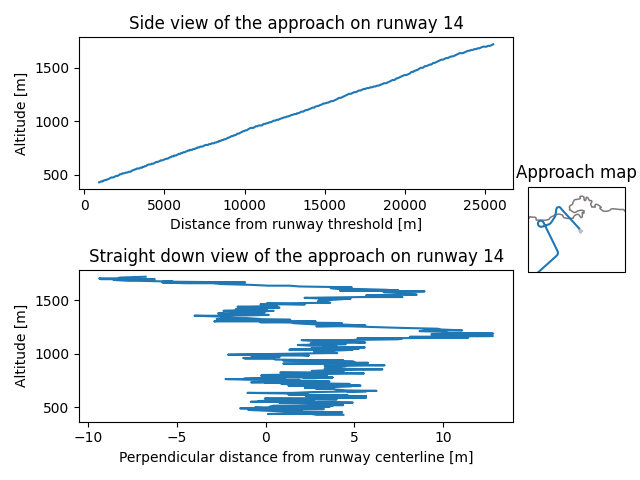 Side view of the approach on runway 14
Altitude [m]
1500
1000
500
0
5000
10000
15000
20000
25000
Distance from runway threshold [m]
Approach map
Straight down view of the approach on runway 14
Altitude [m]
1500
1000
500
−10
−5
0
5
10
Perpendicular distance from runway centerline [m]